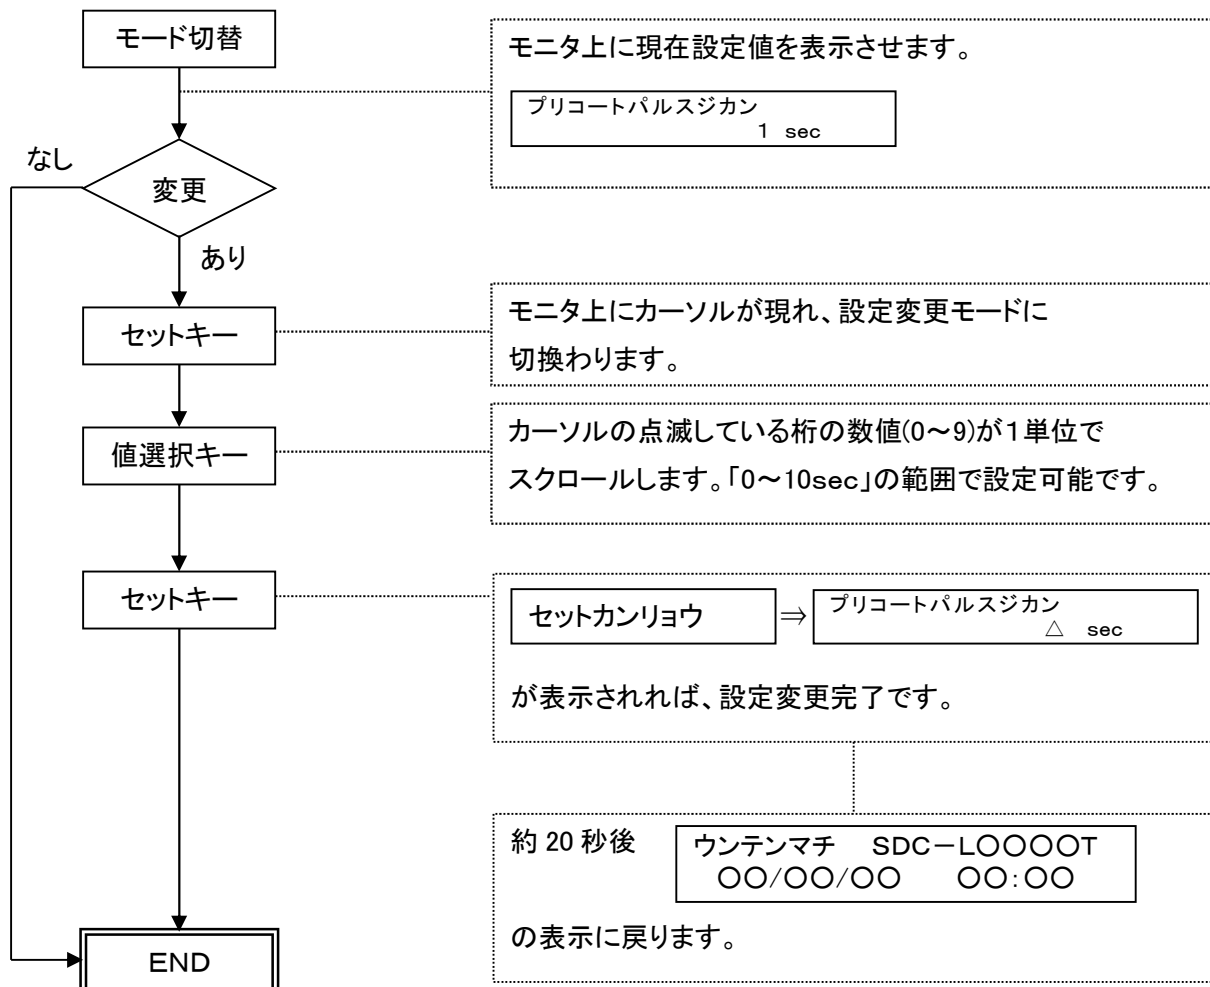 モード切替
モニタ上に現在設定値を表示させます。
プリコートパルスジカン
1 sec
なし
変更
あり
セットキー
モニタ上にカーソルが現れ、設定変更モードに
切換わります。
値選択キー
カーソルの点滅している桁の数値(0～9)が１単位で
スクロールします。「0～10sec」の範囲で設定可能です。
セットキー
セットカンリョウ ⇒ プリコートパルスジカン
△ sec
が表示されれば、設定変更完了です。
約 20 秒後
ウンテンマチ SDC－L〇〇〇〇T
〇〇/〇〇/〇〇 〇〇:〇〇
の表示に戻ります。
END